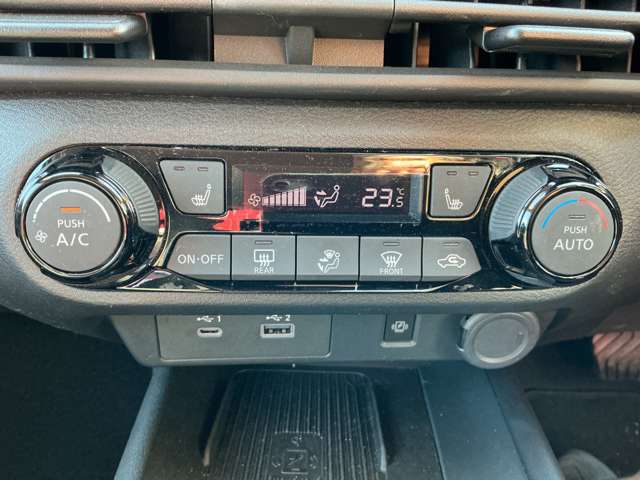 23.5°C
PUSH
A/C
PUSH
AUTO
ON·OFF
REAR
FRONT
1
2